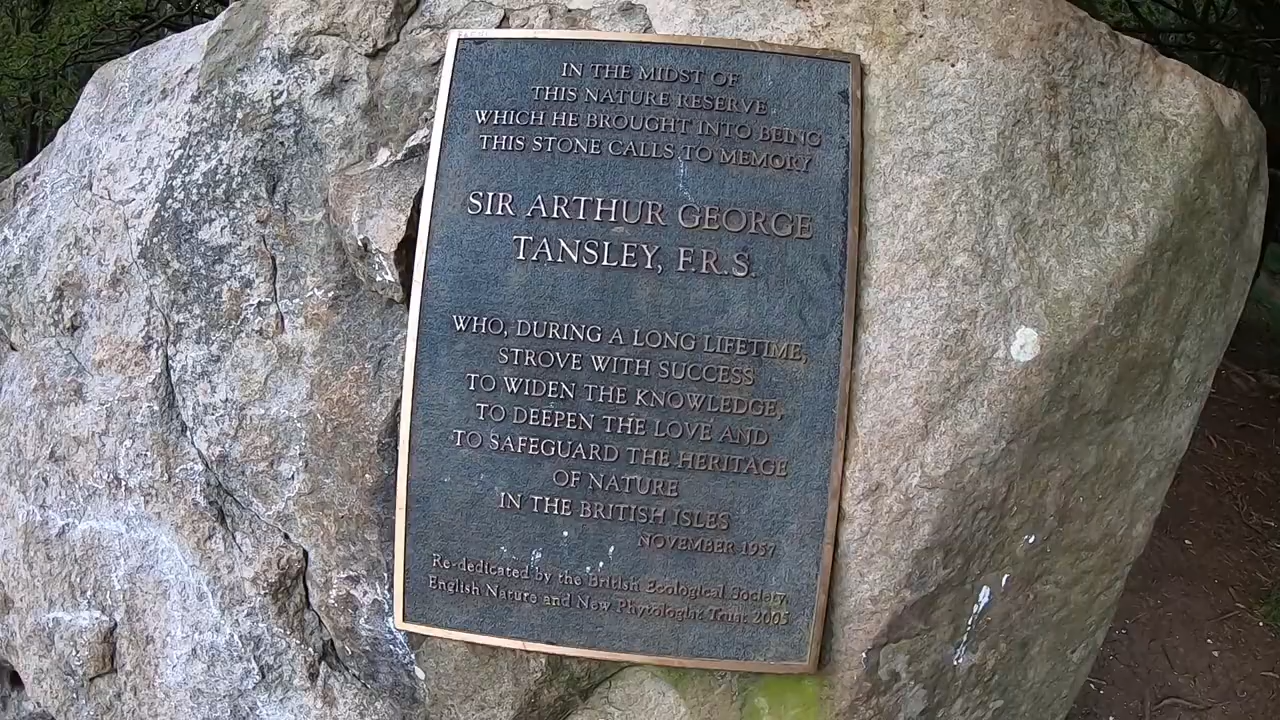 IN THE MIDST OF
THIS NATURE RESERVE
WHICH HE BROUGHT INTO BEING
THIS STONE CALLS TO MEMORY
SIR ARTHUR GEORGE
TANSLEY, F.R.S.
WHO, DURING A LONG LIFETIME,
STROVE WITH SUCCESS
TO WIDEN THE KNOWLEDGE,
TO DEEPEN THE LOVE AND
TO SAFEGUARD THE HERITAGE
OF NATURE
IN THE BRITISH ISLES
NOVEMBER 1957
Re-dedicated by the British Ecological Society,
English Nature and New Phytologist Trust 2005